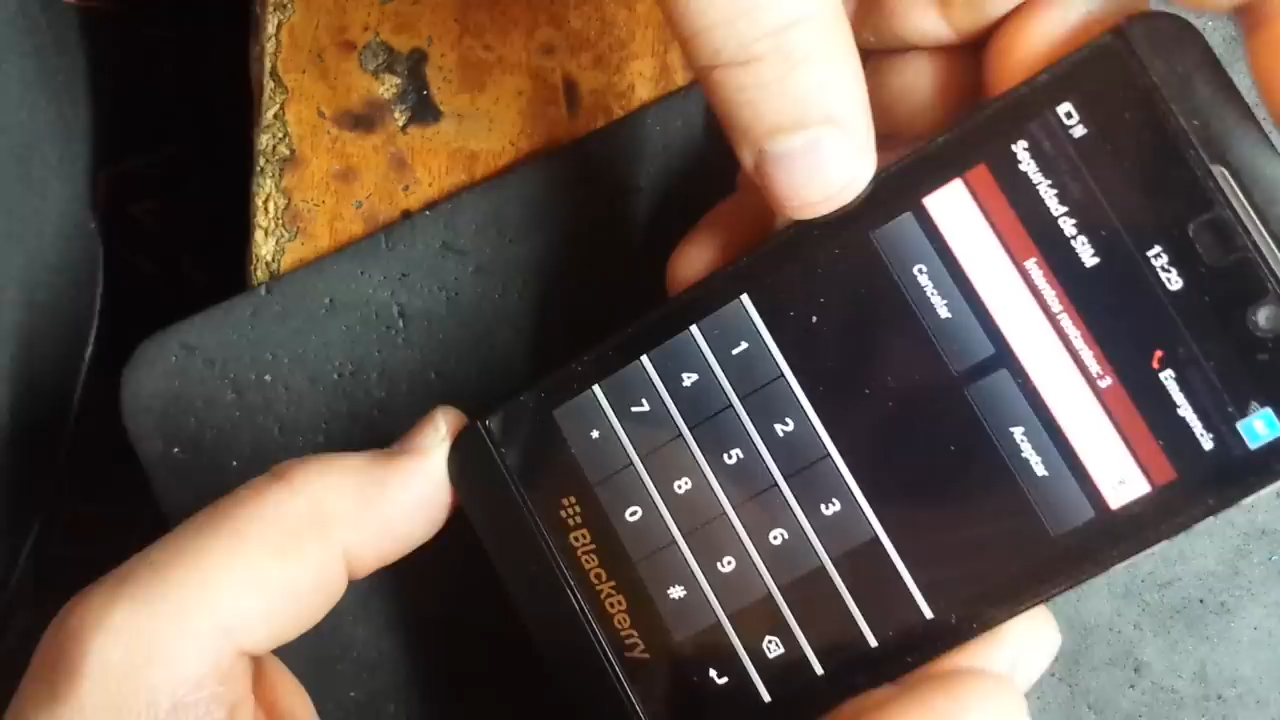 13:29
Emergencia
Seguridad de SIM
Intentos restantes: 3
Cancelar Aceptar
1 2 3
4 5 6
7 8 9
* 0 #
BlackBerry